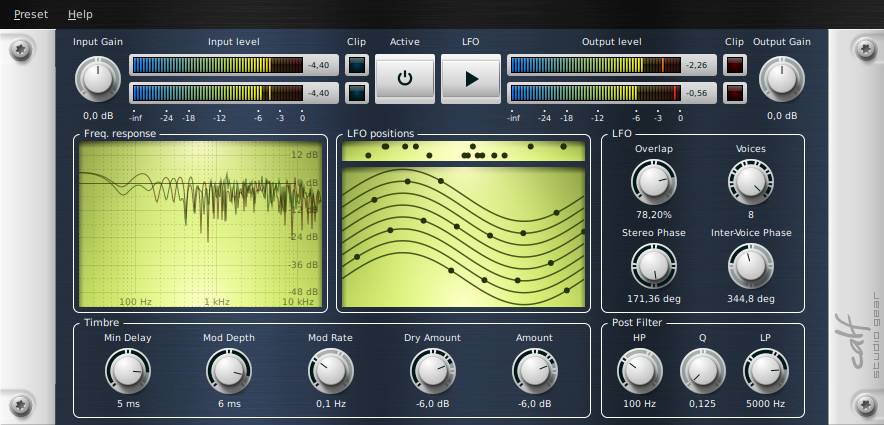 Preset Help
Input Gain Input level Clip Active LFO Output level Clip Output Gain
-4,40 -2,26
-4,40 -0,56
0,0 dB -inf -24 -18 -12 -6 -3 0 -inf -24 -18 -12 -6 -3 0 0,0 dB
Freq. response LFO positions LFO
12 dB
0 dB
-12 dB
-24 dB
-36 dB
-48 dB
100 Hz 1 kHz 10 kHz
Overlap Voices
78,20% 8
Stereo Phase Inter-Voice Phase
171,36 deg 344,8 deg
calf
studio gear
Timbre Post Filter
Min Delay Mod Depth Mod Rate Dry Amount Amount HP Q LP
5 ms 6 ms 0,1 Hz -6,0 dB -6,0 dB 100 Hz 0,125 5000 Hz